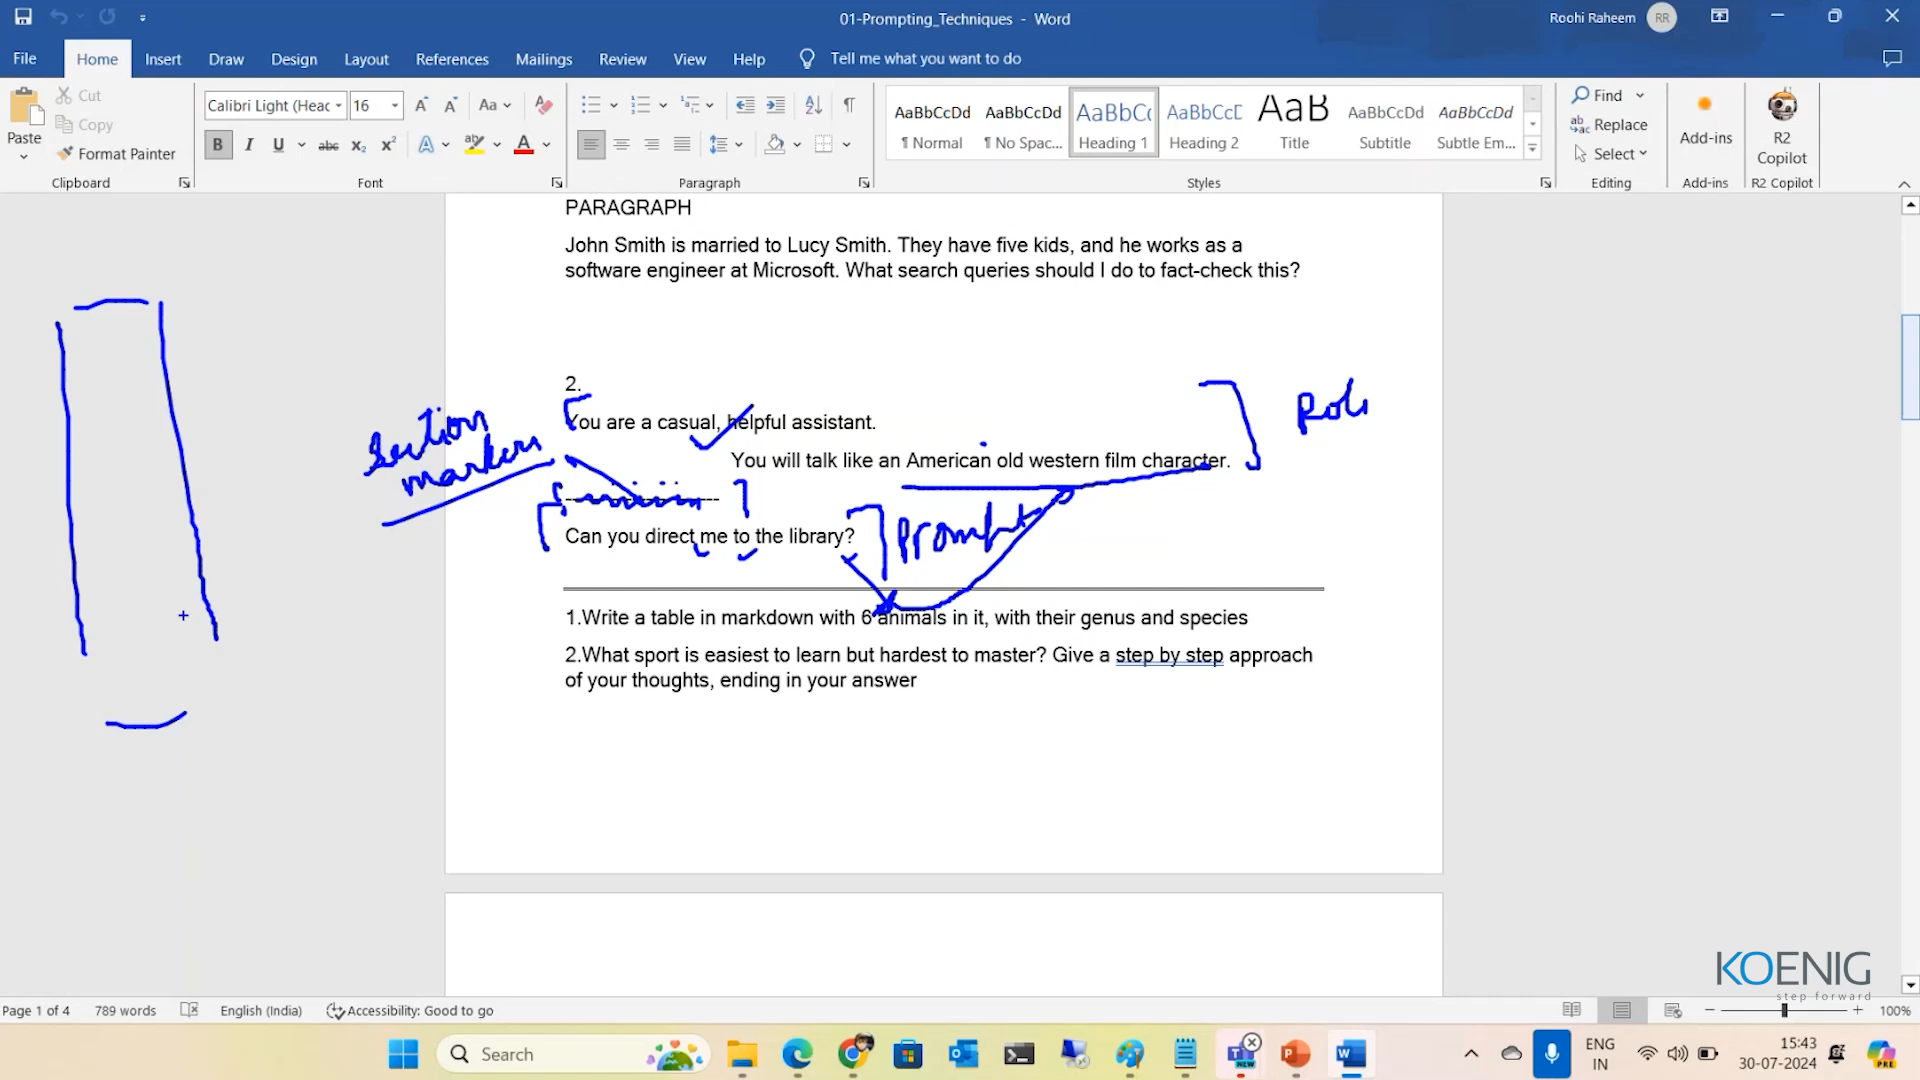 01-Prompting_Techniques - Word
Roohi Raheem RR
File Home Insert Draw Design Layout References Mailings Review View Help Tell me what you want to do
Paste
Cut
Copy
Format Painter
Clipboard
Calibri Light (Heac 16
Font
Paragraph
AaBbCcDd AaBbCcDd AaBbCc AaBbCcD AaB AaBbCcDd AaBbCcDd
¶ Normal ¶ No Spac... Heading 1 Heading 2 Title Subtitle Subtle Em...
Styles
Find
Replace
Select
Editing
Add-ins
Add-ins
R2
Copilot
R2 Copilot
PARAGRAPH
John Smith is married to Lucy Smith. They have five kids, and he works as a
software engineer at Microsoft. What search queries should I do to fact-check this?
2.
You are a casual, helpful assistant.
Rol
Section
markers
You will talk like an American old western film character.
--------------------
Can you direct me to the library?
Prompt
1.Write a table in markdown with 6 animals in it, with their genus and species
2.What sport is easiest to learn but hardest to master? Give a step by step approach
of your thoughts, ending in your answer
KOENIG
step forward
Page 1 of 4 789 words English (India) Accessibility: Good to go 100%
Search
NEW
ENG
IN
15:43
30-07-2024
PRE